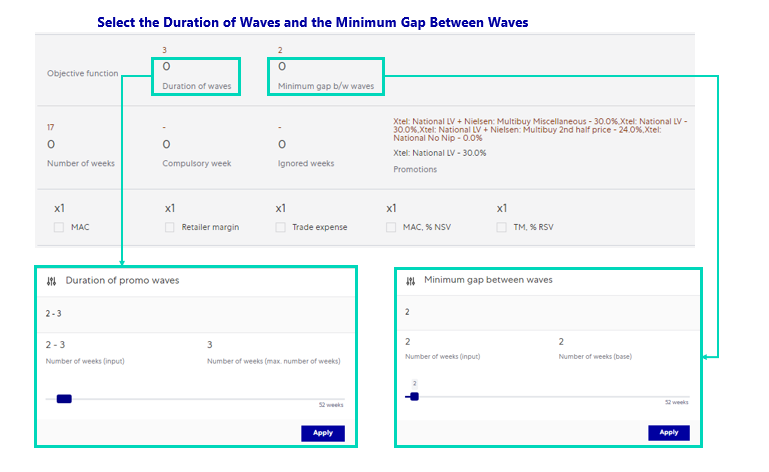 Select the Duration of Waves and the Minimum Gap Between Waves
3 2
Objective function 0 0
Duration of waves Minimum gap b/w waves
17 - - Xtel: National LV + Nielsen: Multibuy Miscellaneous - 30.0%,Xtel: National LV -
30.0%,Xtel: National LV + Nielsen: Multibuy 2nd half price - 24.0%,Xtel:
National No Nip - 0.0%
0 0 0 Xtel: National LV - 30.0%
Number of weeks Compulsory week Ignored weeks Promotions
x1 x1 x1 x1 x1
MAC Retailer margin Trade expense MAC, % NSV TM, % RSV
Duration of promo waves
2 - 3
2 - 3 3
Number of weeks (input) Number of weeks (max. number of weeks)
52 weeks
Apply
Minimum gap between waves
2
2 2
Number of weeks (input) Number of weeks (base)
2
52 weeks
Apply